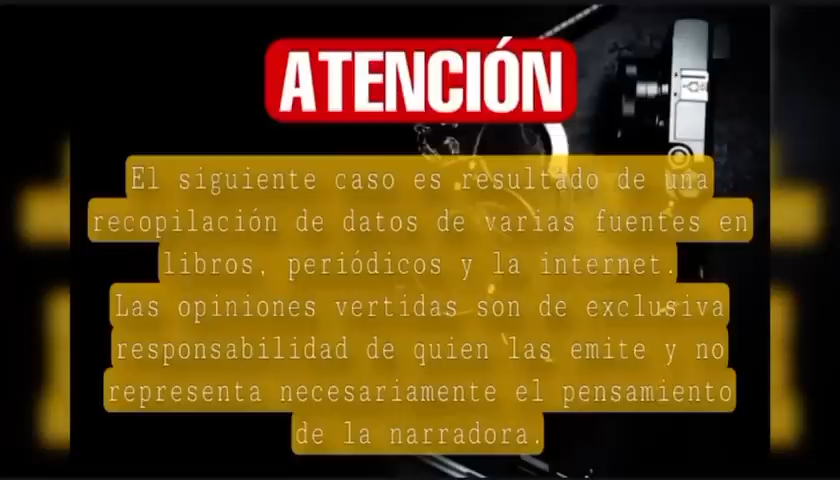 ATENCIÓN
El siguiente caso es resultado de una
recopilación de datos de varias fuentes en
libros, periódicos y la internet.
Las opiniones vertidas son de exclusiva
responsabilidad de quien las emite y no
representa necesariamente el pensamiento
de la narradora.